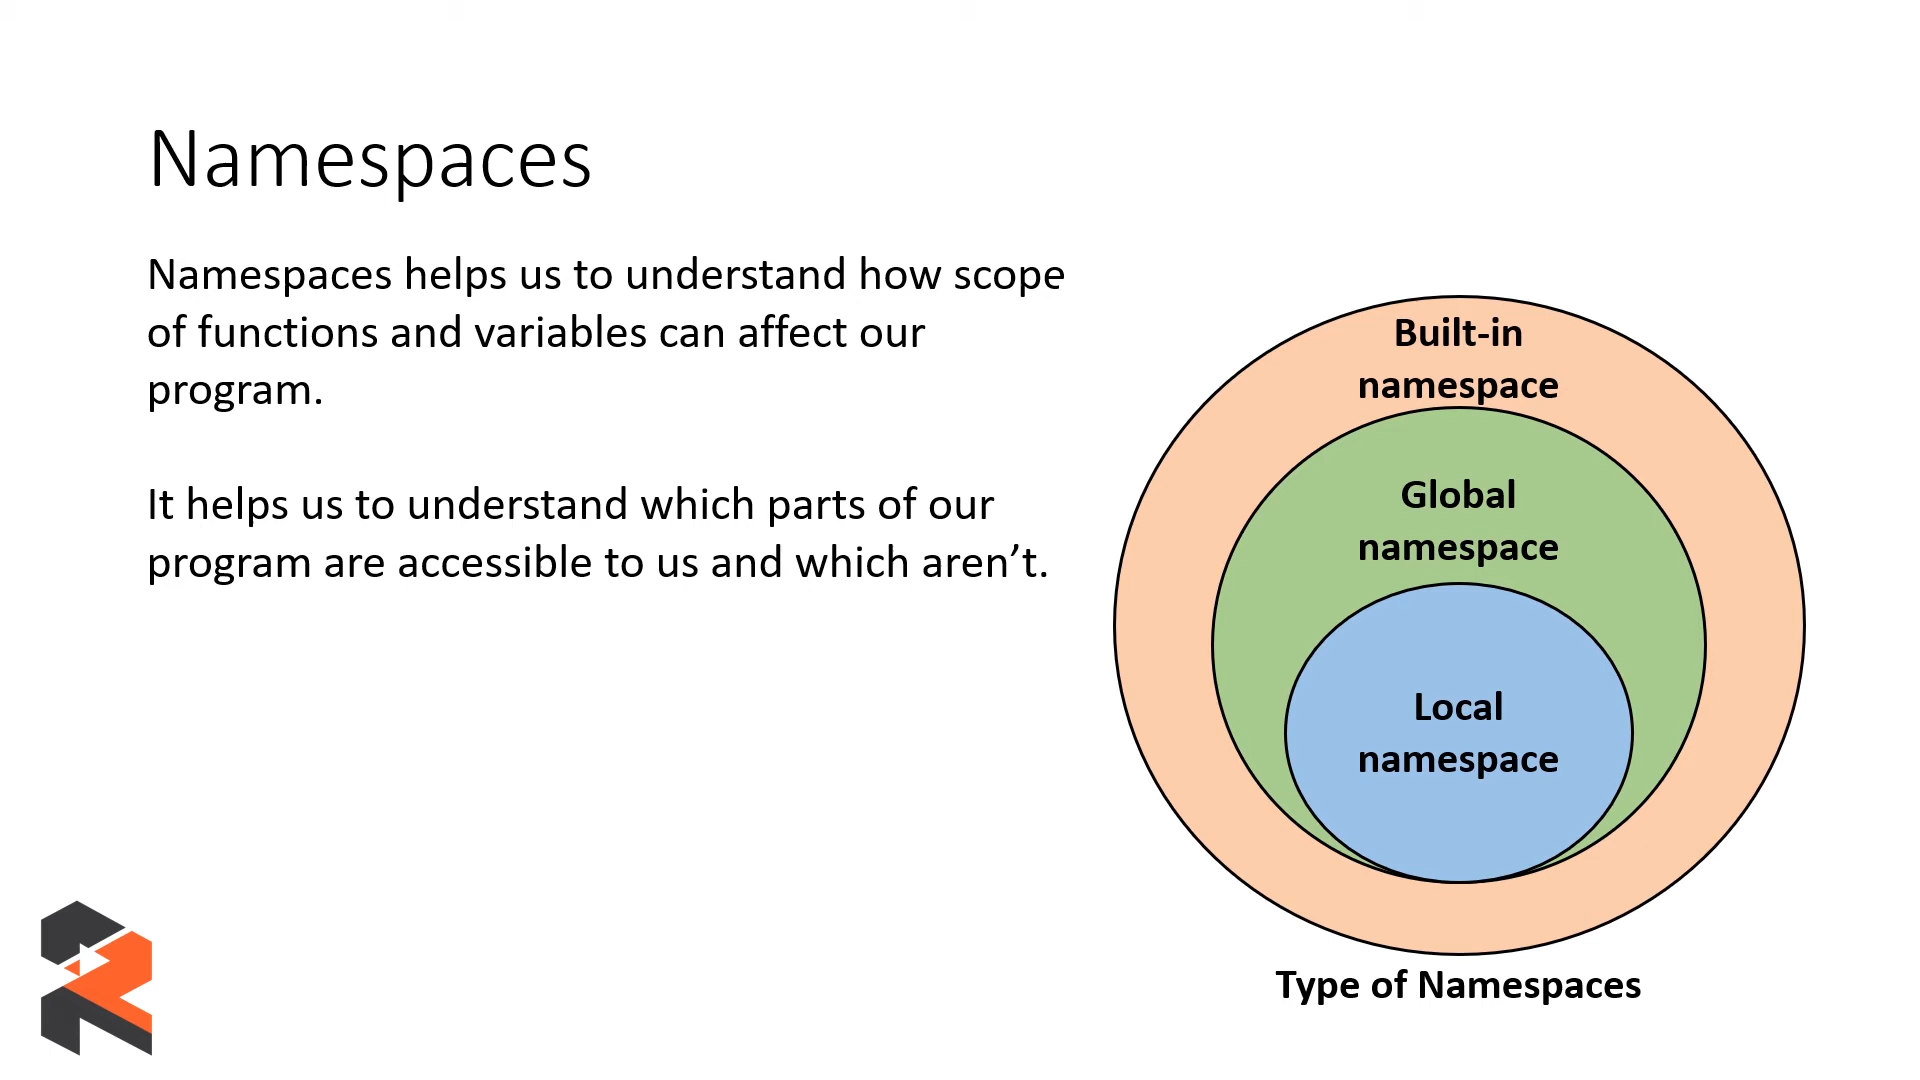 Namespaces
Namespaces helps us to understand how scope
of functions and variables can affect our
program.
It helps us to understand which parts of our
program are accessible to us and which aren’t.
Built-in
namespace
Global
namespace
Local
namespace
Type of Namespaces